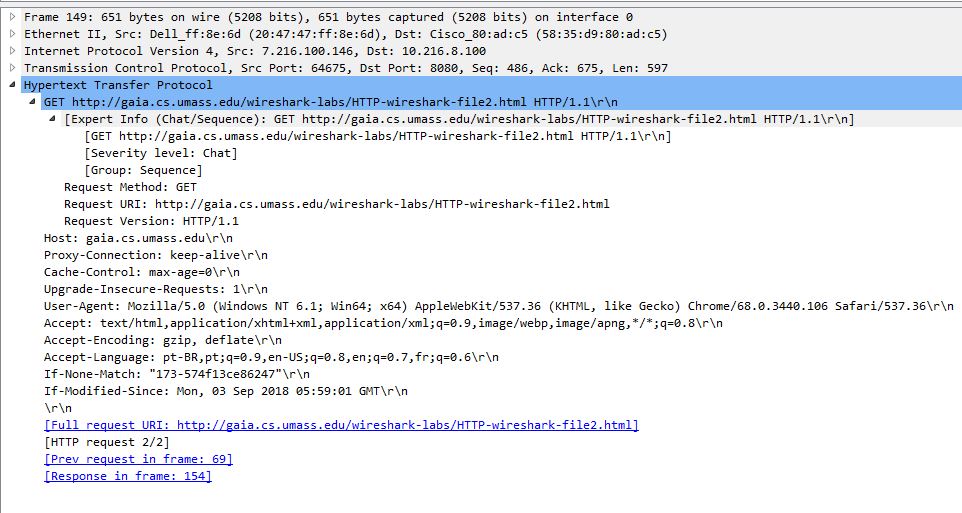 Frame 149: 651 bytes on wire (5208 bits), 651 bytes captured (5208 bits) on interface 0
Ethernet II, Src: Dell_ff:8e:6d (20:47:47:ff:8e:6d), Dst: Cisco_80:ad:c5 (58:35:d9:80:ad:c5)
Internet Protocol Version 4, Src: 7.216.100.146, Dst: 10.216.8.100
Transmission Control Protocol, Src Port: 64675, Dst Port: 8080, Seq: 486, Ack: 675, Len: 597
Hypertext Transfer Protocol
GET http://gaia.cs.umass.edu/wireshark-labs/HTTP-wireshark-file2.html HTTP/1.1\r\n
[Expert Info (Chat/Sequence): GET http://gaia.cs.umass.edu/wireshark-labs/HTTP-wireshark-file2.html HTTP/1.1\r\n]
[GET http://gaia.cs.umass.edu/wireshark-labs/HTTP-wireshark-file2.html HTTP/1.1\r\n]
[Severity level: Chat]
[Group: Sequence]
Request Method: GET
Request URI: http://gaia.cs.umass.edu/wireshark-labs/HTTP-wireshark-file2.html
Request Version: HTTP/1.1
Host: gaia.cs.umass.edu\r\n
Proxy-Connection: keep-alive\r\n
Cache-Control: max-age=0\r\n
Upgrade-Insecure-Requests: 1\r\n
User-Agent: Mozilla/5.0 (Windows NT 6.1; Win64; x64) AppleWebKit/537.36 (KHTML, like Gecko) Chrome/68.0.3440.106 Safari/537.36\r\n
Accept: text/html,application/xhtml+xml,application/xml;q=0.9,image/webp,image/apng,*/*;q=0.8\r\n
Accept-Encoding: gzip, deflate\r\n
Accept-Language: pt-BR,pt;q=0.9,en-US;q=0.8,en;q=0.7,fr;q=0.6\r\n
If-None-Match: "173-574f13ce86247"\r\n
If-Modified-Since: Mon, 03 Sep 2018 05:59:01 GMT\r\n
\r\n
[Full request URI: http://gaia.cs.umass.edu/wireshark-labs/HTTP-wireshark-file2.html]
[HTTP request 2/2]
[Prev request in frame: 69]
[Response in frame: 154]